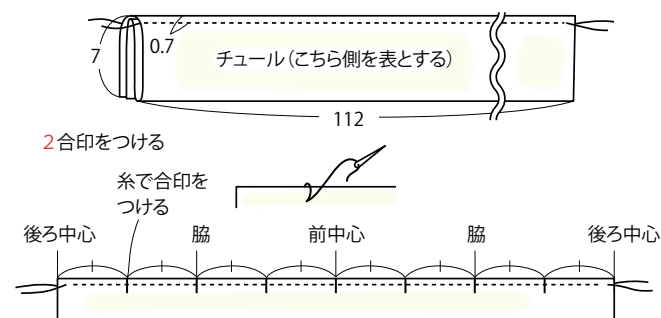 0.7
7
チュール（こちら側を表とする）
112
2合印をつける
糸で合印を
つける
後ろ中心 脇 前中心 脇 後ろ中心